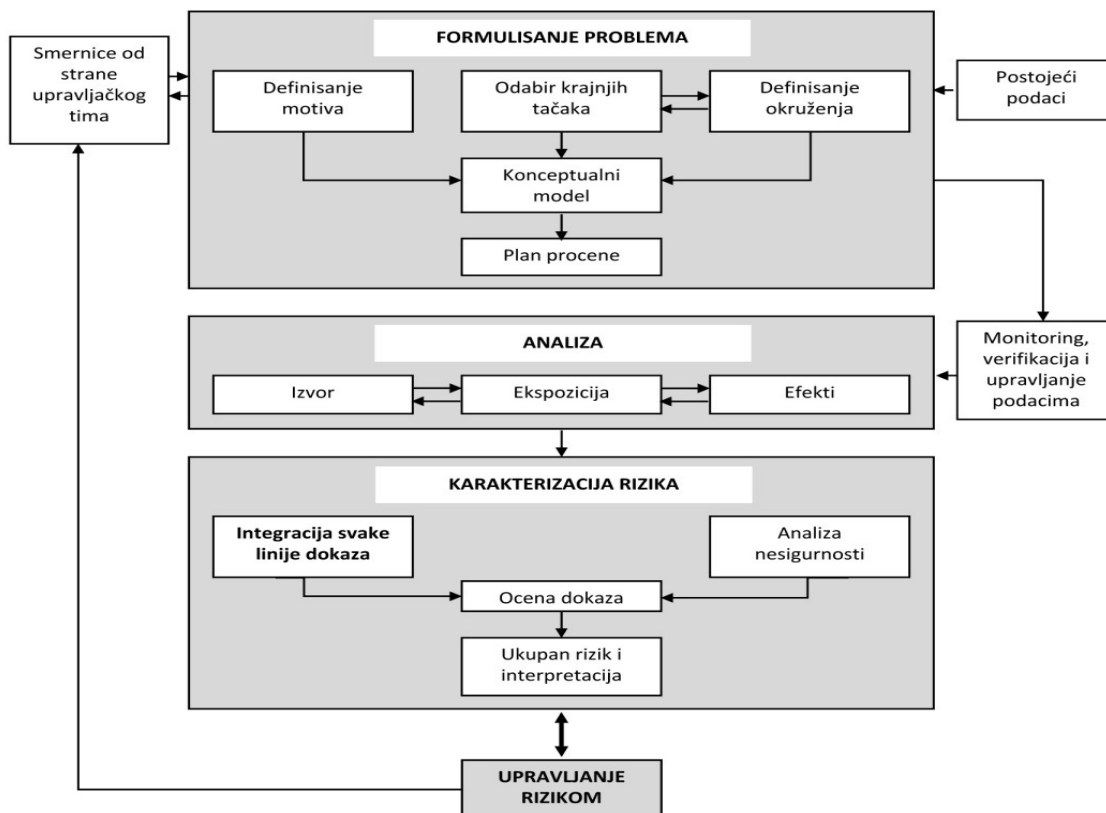 FORMULISANJE PROBLEMA
Smernice od
strane
upravljačkog
tima
Definisanje
motiva
Odabir krajnjih
tačaka
Definisanje
okruženja
Postojeći
podaci
Konceptualni
model
Plan procene
ANALIZA
Izvor
Ekspozicija
Efekti
Monitoring,
verifikacija i
upravljanje
podacima
KARAKTERIZACIJA RIZIKA
Integracija svake
linije dokaza
Analiza
nesigurnosti
Ocena dokaza
Ukupan rizik i
interpretacija
UPRAVLJANJE
RIZIKOM